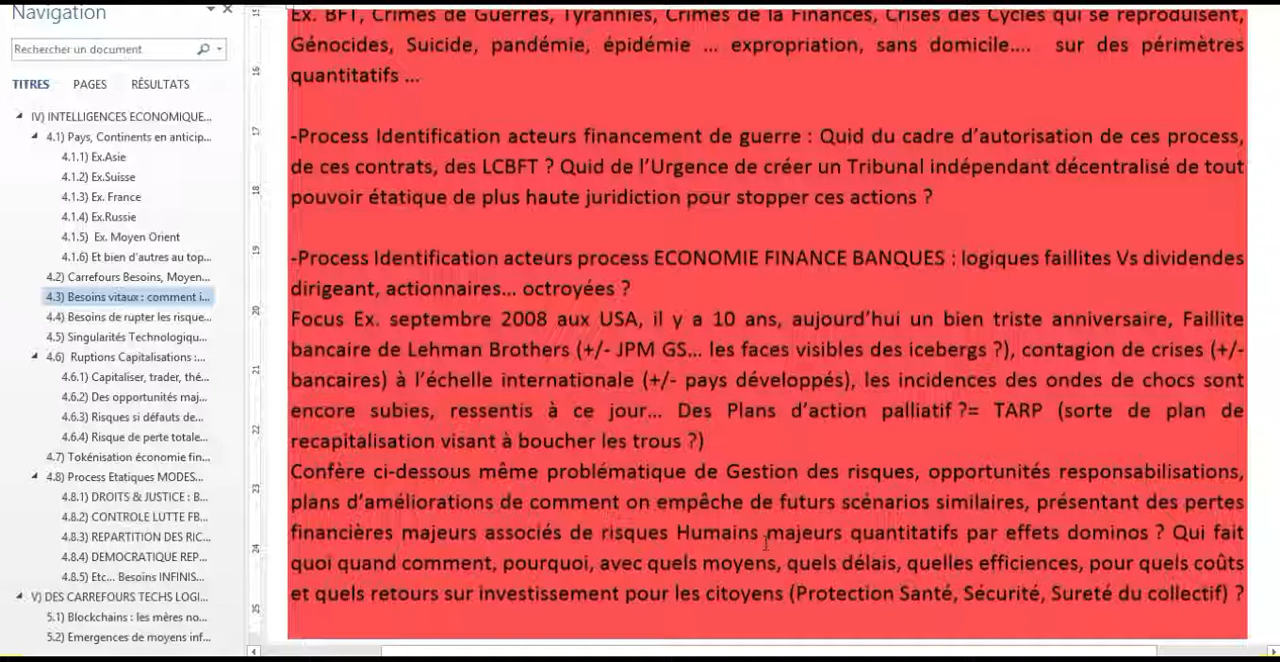 Navigation
Rechercher un document
TITRES PAGES RÉSULTATS
IV) INTELLIGENCES ECONOMIQUE...
4.1) Pays, Continents en anticip...
4.1.1) Ex.Asie
4.1.2) Ex.Suisse
4.1.3) Ex. France
4.1.4) Ex.Russie
4.1.5) Ex. Moyen Orient
4.1.6) Et bien d'autres au top...
4.2) Carrefours Besoins, Moyen...
4.3) Besoins vitaux : comment i...
4.4) Besoins de rupter les risque...
4.5) Singularités Technologiqu...
4.6) Ruptions Capitalisations :...
4.6.1) Capitaliser, trader, thé...
4.6.2) Des opportunités maj...
4.6.3) Risques si défauts de...
4.6.4) Risque de perte totale...
4.7) Tokénisation économie fin...
4.8) Process Etatiques MODES...
4.8.1) DROITS & JUSTICE : B...
4.8.2) CONTROLE LUTTE FB...
4.8.3) REPARTITION DES RIC...
4.8.4) DEMOCRATIQUE REP...
4.8.5) Etc... Besoins INFINIS...
V) DES CARREFOURS TECHS LOGI...
5.1) Blockchains : les mères no...
5.2) Emergences de moyens inf...
15
16
17
18
19
20
21
22
23
24
25
Ex. BFT, Crimes de Guerres, Tyrannies, Crimes de la Finances, Crises des Cycles qui se reproduisent,
Génocides, Suicide, pandémie, épidémie ... expropriation, sans domicile.... sur des périmètres
quantitatifs ...
-Process Identification acteurs financement de guerre : Quid du cadre d'autorisation de ces process,
de ces contrats, des LCBFT ? Quid de l'Urgence de créer un Tribunal indépendant décentralisé de tout
pouvoir étatique de plus haute juridiction pour stopper ces actions ?
-Process Identification acteurs process ECONOMIE FINANCE BANQUES : logiques faillites Vs dividendes
dirigeant, actionnaires... octroyées ?
Focus Ex. septembre 2008 aux USA, il y a 10 ans, aujourd'hui un bien triste anniversaire, Faillite
bancaire de Lehman Brothers (+/- JPM GS... les faces visibles des icebergs ?), contagion de crises (+/-
bancaires) à l'échelle internationale (+/- pays développés), les incidences des ondes de chocs sont
encore subies, ressentis à ce jour... Des Plans d'action palliatif ?= TARP (sorte de plan de
recapitalisation visant à boucher les trous ?)
Confère ci-dessous même problématique de Gestion des risques, opportunités responsabilisations,
plans d'améliorations de comment on empêche de futurs scénarios similaires, présentant des pertes
financières majeurs associés de risques Humains majeurs quantitatifs par effets dominos ? Qui fait
quoi quand comment, pourquoi, avec quels moyens, quels délais, quelles efficiences, pour quels coûts
et quels retours sur investissement pour les citoyens (Protection Santé, Sécurité, Sureté du collectif) ?